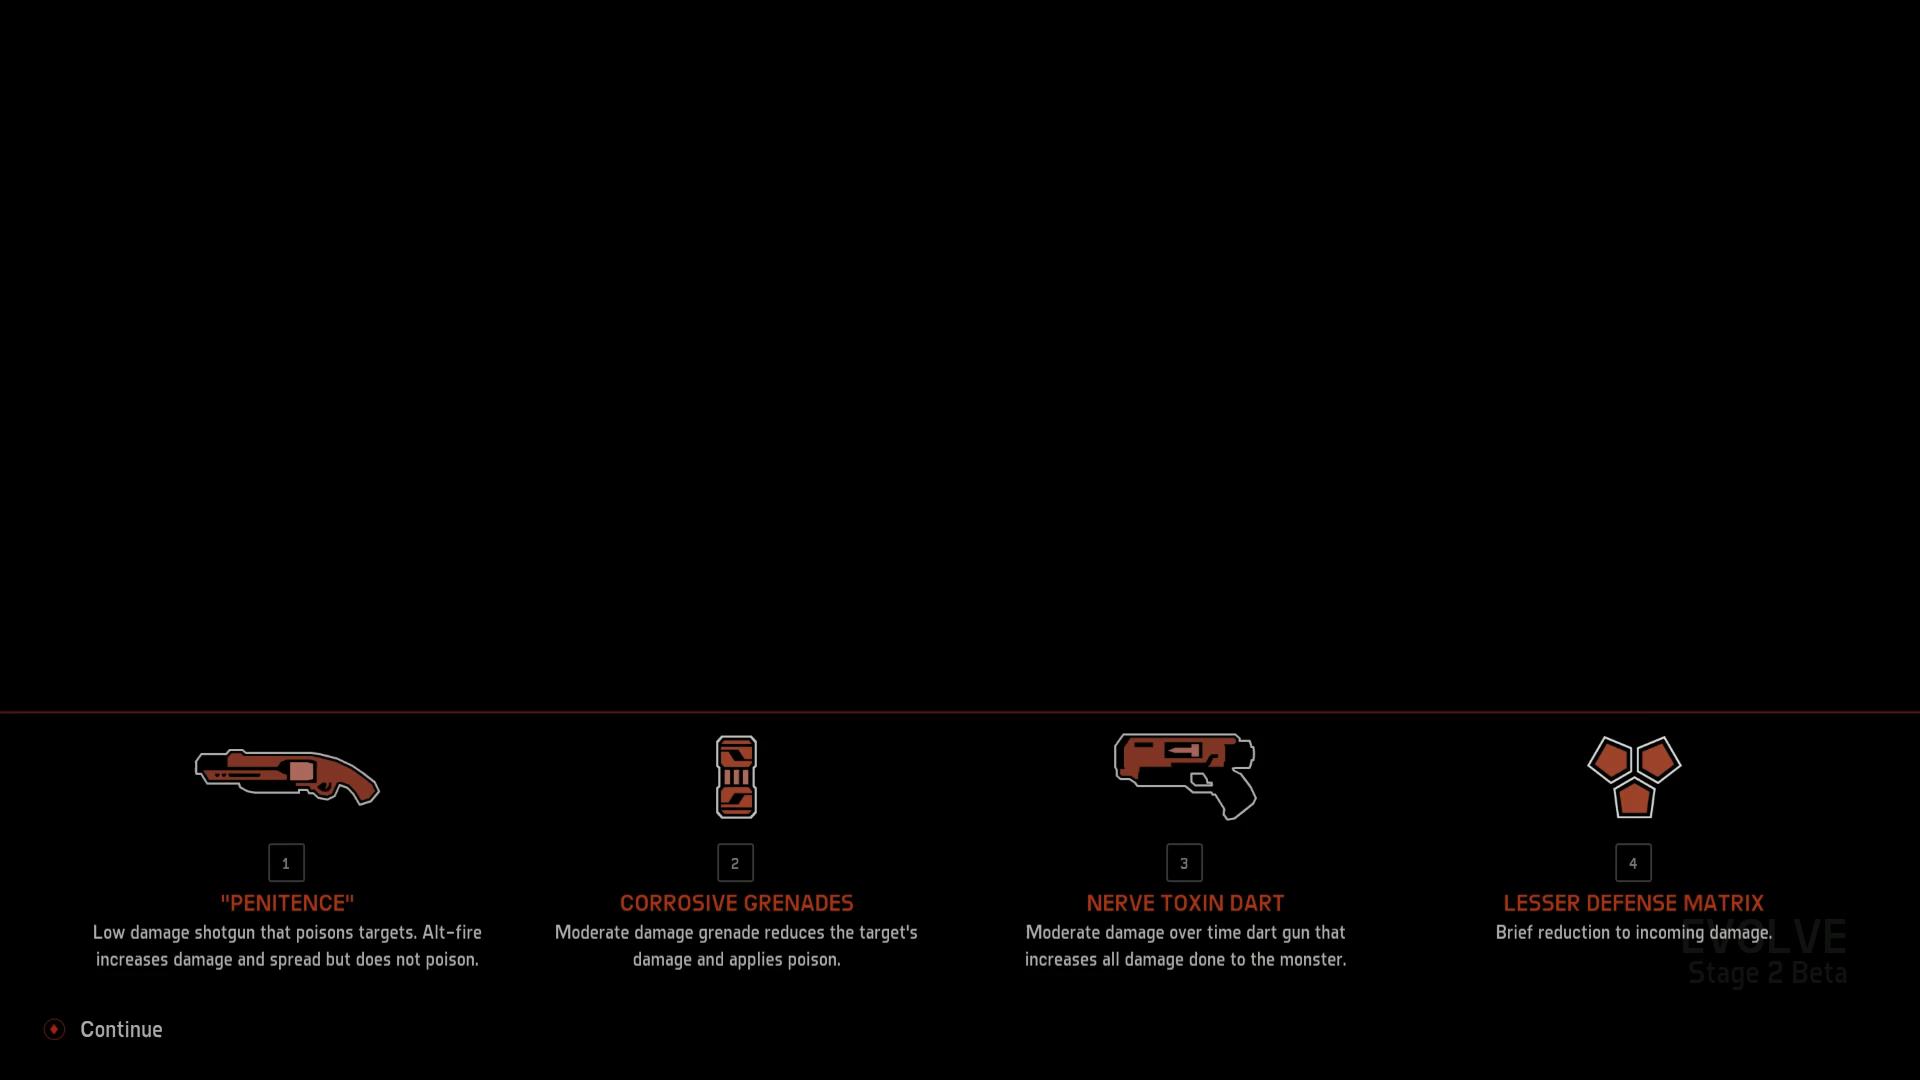 1
"PENITENCE"
Low damage shotgun that poisons targets. Alt-fire
increases damage and spread but does not poison.
2
CORROSIVE GRENADES
Moderate damage grenade reduces the target's
damage and applies poison.
3
NERVE TOXIN DART
Moderate damage over time dart gun that
increases all damage done to the monster.
4
LESSER DEFENSE MATRIX
Brief reduction to incoming damage.
EVOLVE
Stage 2 Beta
Continue